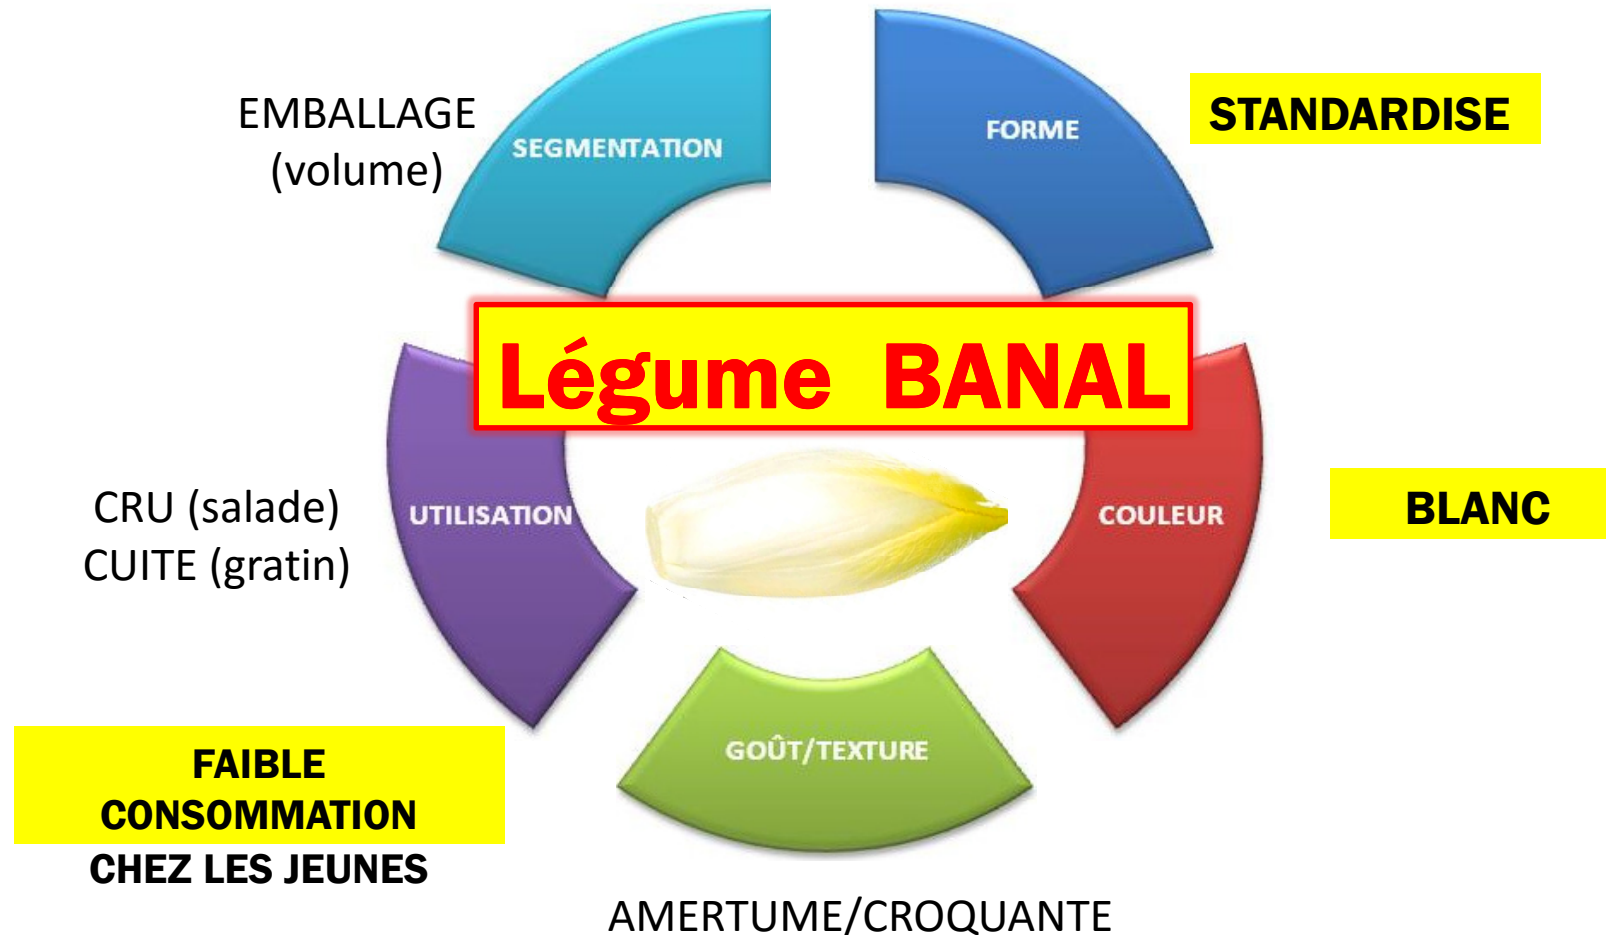 EMBALLAGE
(volume)
SEGMENTATION
FORME
STANDARDISE
Légume BANAL
CRU (salade)
CUITE (gratin)
UTILISATION
COULEUR
BLANC
FAIBLE
CONSOMMATION
CHEZ LES JEUNES
GOÛT/TEXTURE
AMERTUME/CROQUANTE